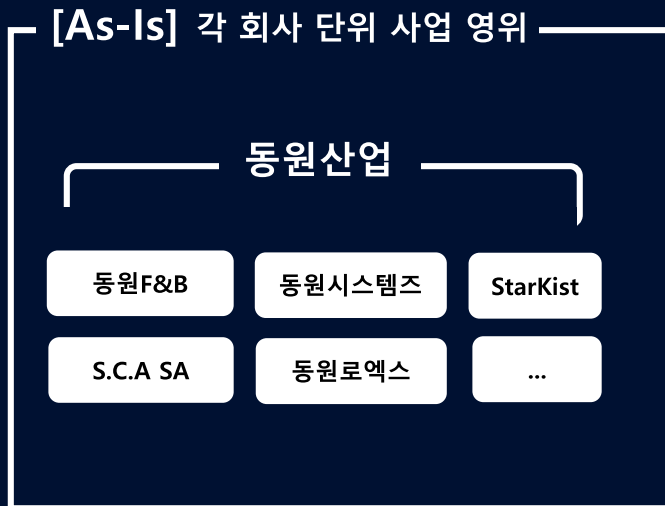 [As-Is] 각 회사 단위 사업 영위
동원산업
동원F&B 동원시스템즈 StarKist
S.C.A SA 동원로엑스 ...